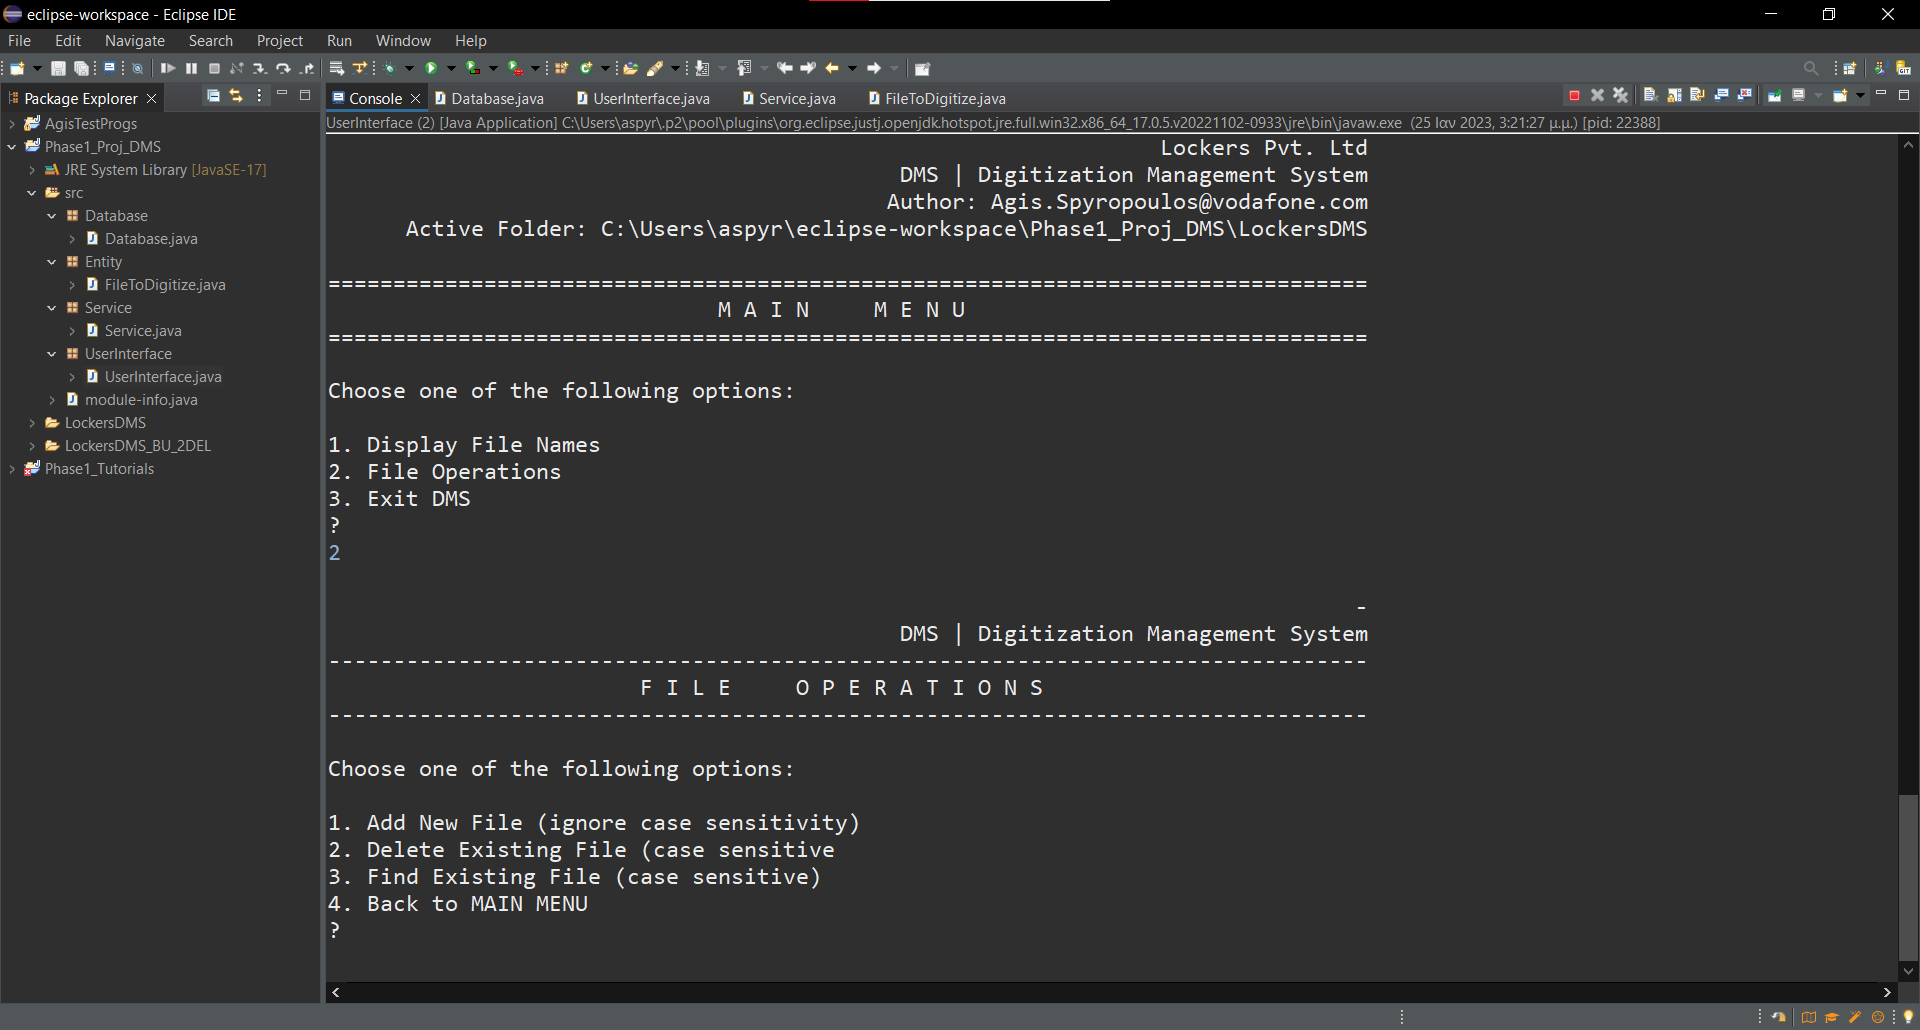 eclipse-workspace - Eclipse IDE
File Edit Navigate Search Project Run Window Help
Package Explorer
AgisTestProgs
Phase1_Proj_DMS
JRE System Library [JavaSE-17]
src
Database
Database.java
Entity
FileToDigitize.java
Service
Service.java
UserInterface
UserInterface.java
module-info.java
LockersDMS
LockersDMS_BU_2DEL
Phase1_Tutorials
Console Database.java UserInterface.java Service.java FileToDigitize.java
UserInterface (2) [Java Application] C:\Users\aspyr\.p2\pool\plugins\org.eclipse.justj.openjdk.hotspot.jre.full.win32.x86_64_17.0.5.v20221102-0933\jre\bin\javaw.exe (25 Ιαν 2023, 3:21:27 μ.μ.) [pid: 22388]
Lockers Pvt. Ltd
DMS | Digitization Management System
Author: Agis.Spyropoulos@vodafone.com
Active Folder: C:\Users\aspyr\eclipse-workspace\Phase1_Proj_DMS\LockersDMS
================================================================================
M A I N     M E N U
================================================================================
Choose one of the following options:
1. Display File Names
2. File Operations
3. Exit DMS
?
2
-
DMS | Digitization Management System
--------------------------------------------------------------------------------
F I L E     O P E R A T I O N S
--------------------------------------------------------------------------------
Choose one of the following options:
1. Add New File (ignore case sensitivity)
2. Delete Existing File (case sensitive
3. Find Existing File (case sensitive)
4. Back to MAIN MENU
?